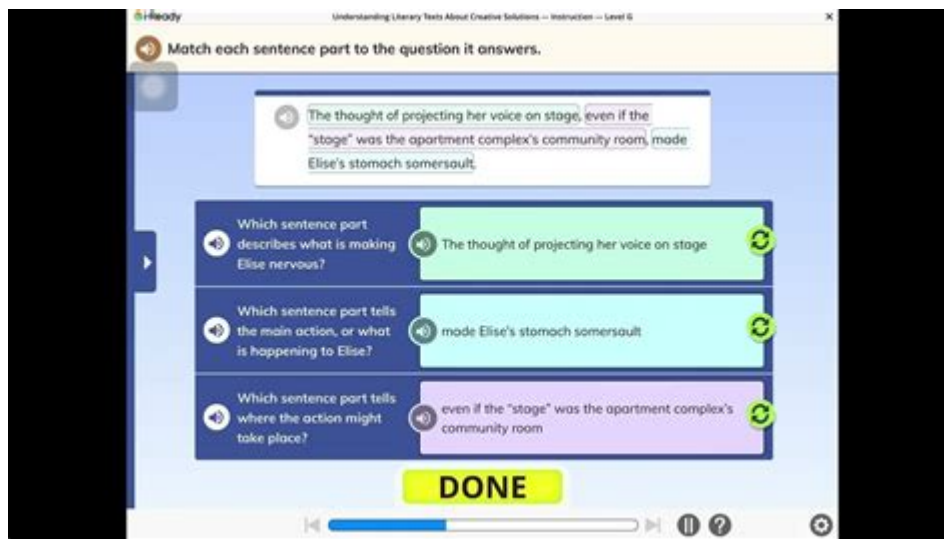 i-Ready
Understanding Literary Texts About Creative Solutions — Instruction — Level G
Match each sentence part to the question it answers.
The thought of projecting her voice on stage, even if the
"stage" was the apartment complex's community room, made
Elise's stomach somersault.
Which sentence part
describes what is making
Elise nervous?
The thought of projecting her voice on stage
Which sentence part tells
the main action, or what
is happening to Elise?
made Elise's stomach somersault
Which sentence part tells
where the action might
take place?
even if the "stage" was the apartment complex's
community room
DONE